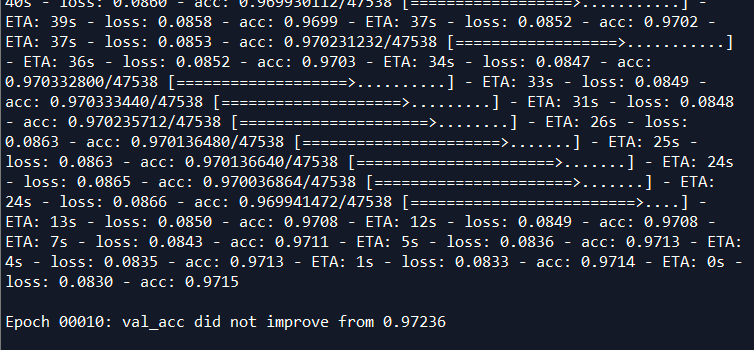 40s - loss: 0.0860 - acc: 0.969930112/47538 [==================>...........] -
ETA: 39s - loss: 0.0858 - acc: 0.9699 - ETA: 37s - loss: 0.0852 - acc: 0.9702 -
ETA: 37s - loss: 0.0853 - acc: 0.970231232/47538 [==================>...........]
- ETA: 36s - loss: 0.0852 - acc: 0.9703 - ETA: 34s - loss: 0.0847 - acc:
0.970332800/47538 [===================>..........] - ETA: 33s - loss: 0.0849 -
acc: 0.970333440/47538 [====================>.........] - ETA: 31s - loss: 0.0848
- acc: 0.970235712/47538 [=====================>........] - ETA: 26s - loss:
0.0863 - acc: 0.970136480/47538 [======================>.......] - ETA: 25s -
loss: 0.0863 - acc: 0.970136640/47538 [======================>.......] - ETA: 24s
- loss: 0.0865 - acc: 0.970036864/47538 [======================>.......] - ETA:
24s - loss: 0.0866 - acc: 0.969941472/47538 [=========================>....] -
ETA: 13s - loss: 0.0850 - acc: 0.9708 - ETA: 12s - loss: 0.0849 - acc: 0.9708 -
ETA: 7s - loss: 0.0843 - acc: 0.9711 - ETA: 5s - loss: 0.0836 - acc: 0.9713 - ETA:
4s - loss: 0.0835 - acc: 0.9713 - ETA: 1s - loss: 0.0833 - acc: 0.9714 - ETA: 0s -
loss: 0.0830 - acc: 0.9715
Epoch 00010: val_acc did not improve from 0.97236